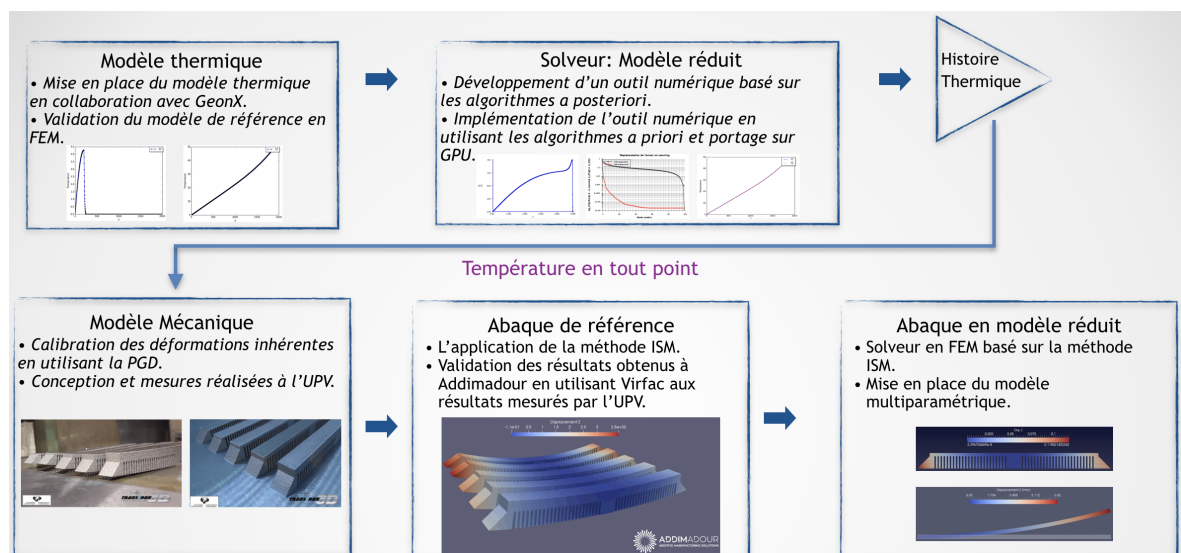 Modèle thermique
• Mise en place du modèle thermique
en collaboration avec GeonX.
• Validation du modèle de référence en
FEM.
Solveur: Modèle réduit
• Développement d'un outil numérique basé sur
les algorithmes a posteriori.
• Implémentation de l'outil numérique en
utilisant les algorithmes a priori et portage sur
GPU.
Histoire
Thermique
Température en tout point
Modèle Mécanique
• Calibration des déformations inhérentes
en utilisant la PGD.
• Conception et mesures réalisées à l'UPV.
Abaque de référence
• L'application de la méthode ISM.
• Validation des résultats obtenus à
Addimadour en utilisant Virfac aux
résultats mesurés par l'UPV.
Displacement Z
ADDIMADOUR
ADDITIVE MANUFACTURING SOLUTIONS
Abaque en modèle réduit
• Solveur en FEM basé sur la méthode
ISM.
• Mise en place du modèle
multiparamétrique.